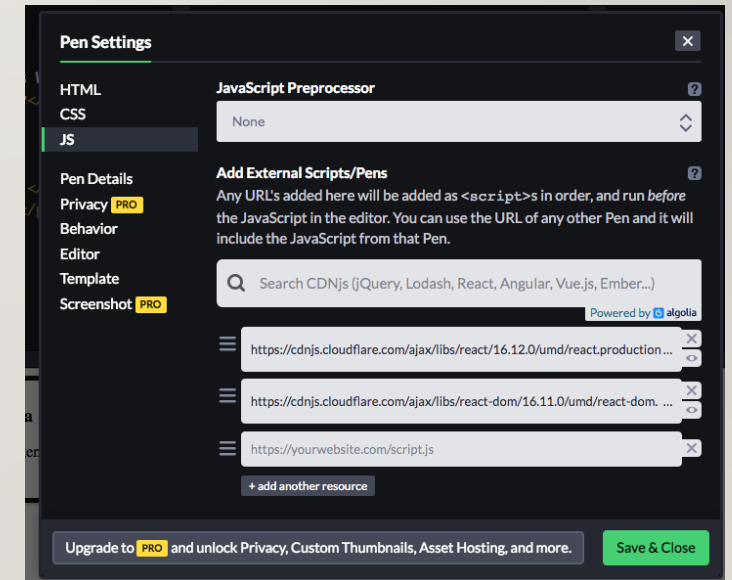 Pen Settings
HTML
CSS
JS
Pen Details
Privacy PRO
Behavior
Editor
Template
Screenshot PRO
JavaScript Preprocessor
None
Add External Scripts/Pens
Any URL's added here will be added as <script>s in order, and run before
the JavaScript in the editor. You can use the URL of any other Pen and it will
include the JavaScript from that Pen.
Search CDNjs (jQuery, Lodash, React, Angular, Vue.js, Ember...)
Powered by algolia
https://cdnjs.cloudflare.com/ajax/libs/react/16.12.0/umd/react.production ...
https://cdnjs.cloudflare.com/ajax/libs/react-dom/16.11.0/umd/react-dom. ...
https://yourwebsite.com/script.js
+ add another resource
Upgrade to PRO and unlock Privacy, Custom Thumbnails, Asset Hosting, and more.
Save & Close